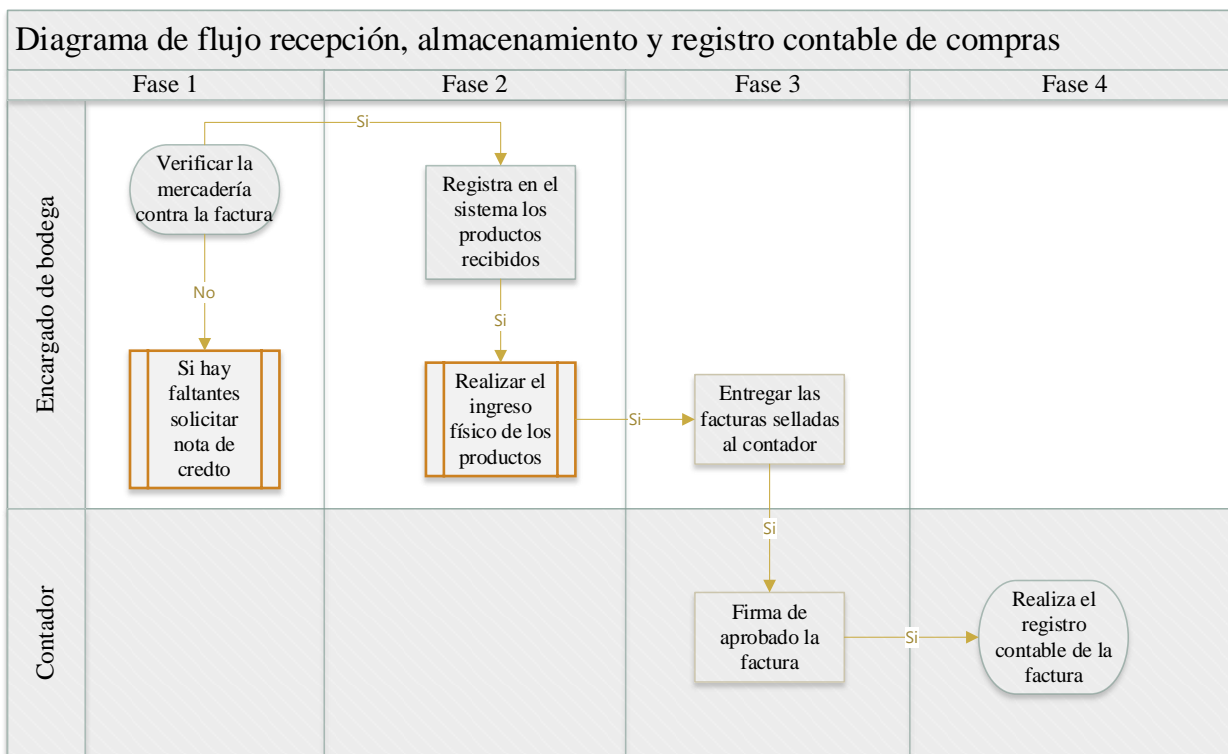 Diagrama de flujo recepción, almacenamiento y registro contable de compras
Fase 1
Fase 2
Fase 3
Fase 4
Encargado de bodega
Verificar la
mercadería
contra la factura
Si
No
Si hay
faltantes
solicitar
nota de
credto
Registra en el
sistema los
productos
recibidos
Si
Realizar el
ingreso
físico de los
productos
Si
Entregar las
facturas selladas
al contador
Si
Contador
Firma de
aprobado la
factura
Si
Realiza el
registro
contable de la
factura